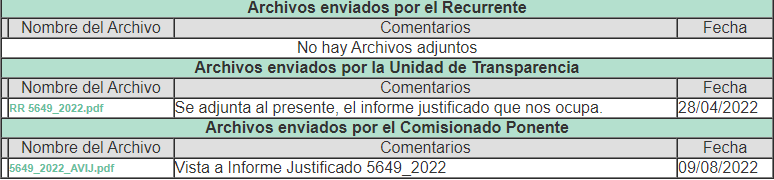 Archivos enviados por el Recurrente
Nombre del Archivo Comentarios Fecha
No hay Archivos adjuntos
Archivos enviados por la Unidad de Transparencia
Nombre del Archivo Comentarios Fecha
RR 5649_2022.pdf Se adjunta al presente, el informe justificado que nos ocupa. 28/04/2022
Archivos enviados por el Comisionado Ponente
Nombre del Archivo Comentarios Fecha
5649_2022_AVIJ.pdf Vista a Informe Justificado 5649_2022 09/08/2022